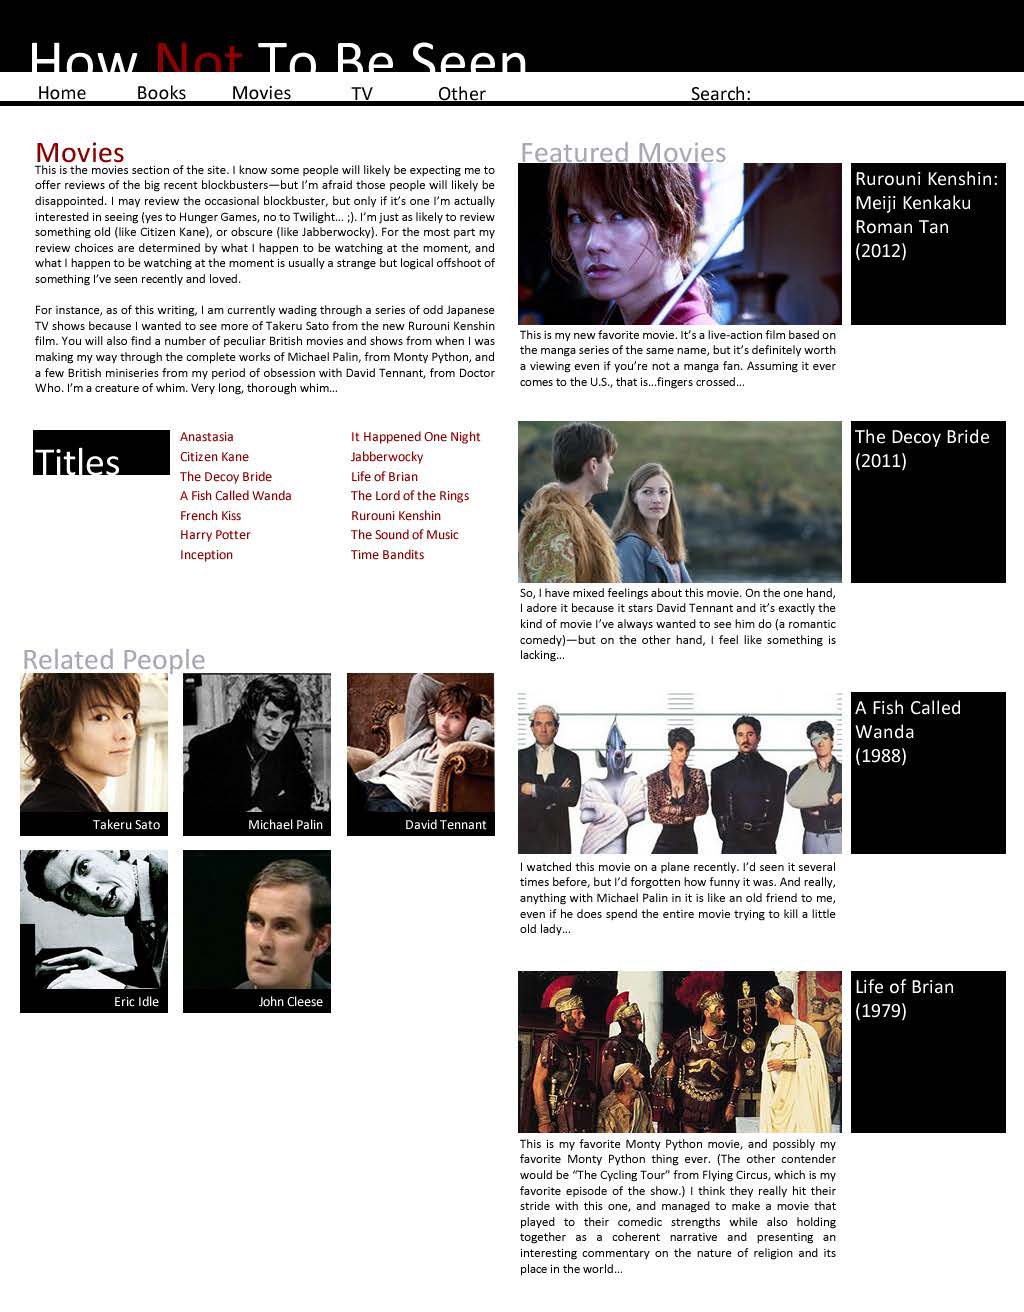 How Not To Be Seen
Home Books Movies TV Other Search:
Movies
This is the movies section of the site. I know some people will likely be expecting me to
offer reviews of the big recent blockbusters—but I'm afraid those people will likely be
disappointed. I may review the occasional blockbuster, but only if it's one I'm actually
interested in seeing (yes to Hunger Games, no to Twilight... ;). I'm just as likely to review
something old (like Citizen Kane), or obscure (like Jabberwocky). For the most part my
review choices are determined by what I happen to be watching at the moment, and
what I happen to be watching at the moment is usually a strange but logical offshoot of
something I've seen recently and loved.
For instance, as of this writing, I am currently wading through a series of odd Japanese
TV shows because I wanted to see more of Takeru Sato from the new Rurouni Kenshin
film. You will also find a number of peculiar British movies and shows from when I was
making my way through the complete works of Michael Palin, from Monty Python, and
a few British miniseries from my period of obsession with David Tennant, from Doctor
Who. I'm a creature of whim. Very long, thorough whim...
Titles
Anastasia
Citizen Kane
The Decoy Bride
A Fish Called Wanda
French Kiss
Harry Potter
Inception
It Happened One Night
Jabberwocky
Life of Brian
The Lord of the Rings
Rurouni Kenshin
The Sound of Music
Time Bandits
Related People
Takeru Sato
Michael Palin
David Tennant
Eric Idle
John Cleese
Featured Movies
Rurouni Kenshin:
Meiji Kenkaku
Roman Tan
(2012)
This is my new favorite movie. It's a live-action film based on
the manga series of the same name, but it's definitely worth
a viewing even if you're not a manga fan. Assuming it ever
comes to the U.S., that is...fingers crossed...
The Decoy Bride
(2011)
So, I have mixed feelings about this movie. On the one hand,
I adore it because it stars David Tennant and it's exactly the
kind of movie I've always wanted to see him do (a romantic
comedy)—but on the other hand, I feel like something is
lacking...
A Fish Called
Wanda
(1988)
I watched this movie on a plane recently. I'd seen it several
times before, but I'd forgotten how funny it was. And really,
anything with Michael Palin in it is like an old friend to me,
even if he does spend the entire movie trying to kill a little
old lady...
Life of Brian
(1979)
This is my favorite Monty Python movie, and possibly my
favorite Monty Python thing ever. (The other contender
would be "The Cycling Tour" from Flying Circus, which is my
favorite episode of the show.) I think they really hit their
stride with this one, and managed to make a movie that
played to their comedic strengths while also holding
together as a coherent narrative and presenting an
interesting commentary on the nature of religion and its
place in the world...